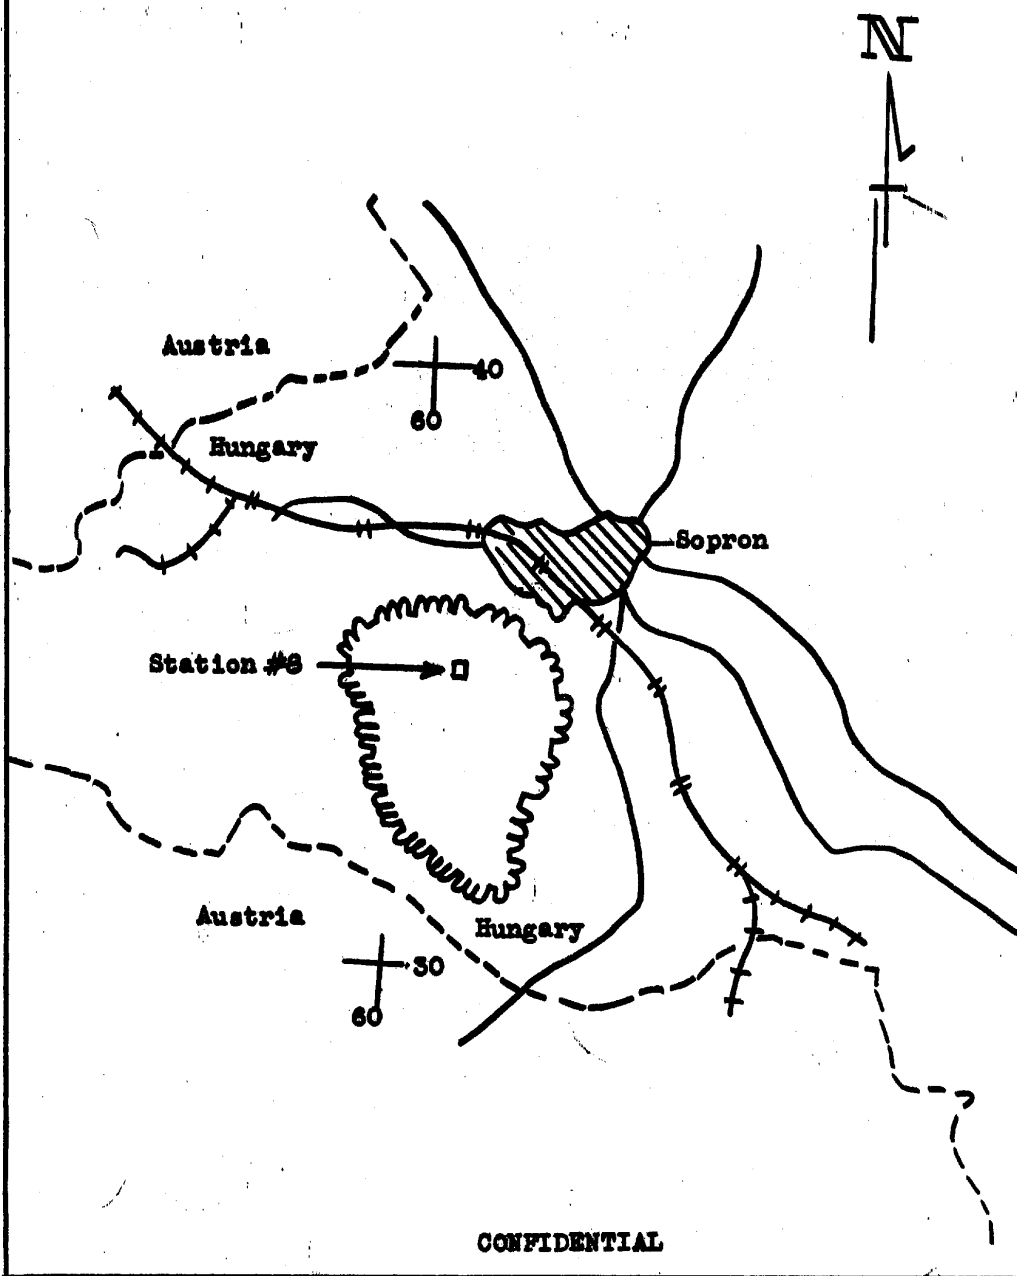 N
Austria
40
60
Hungary
Sopron
Station #8
Austria
Hungary
30
60
CONFIDENTIAL